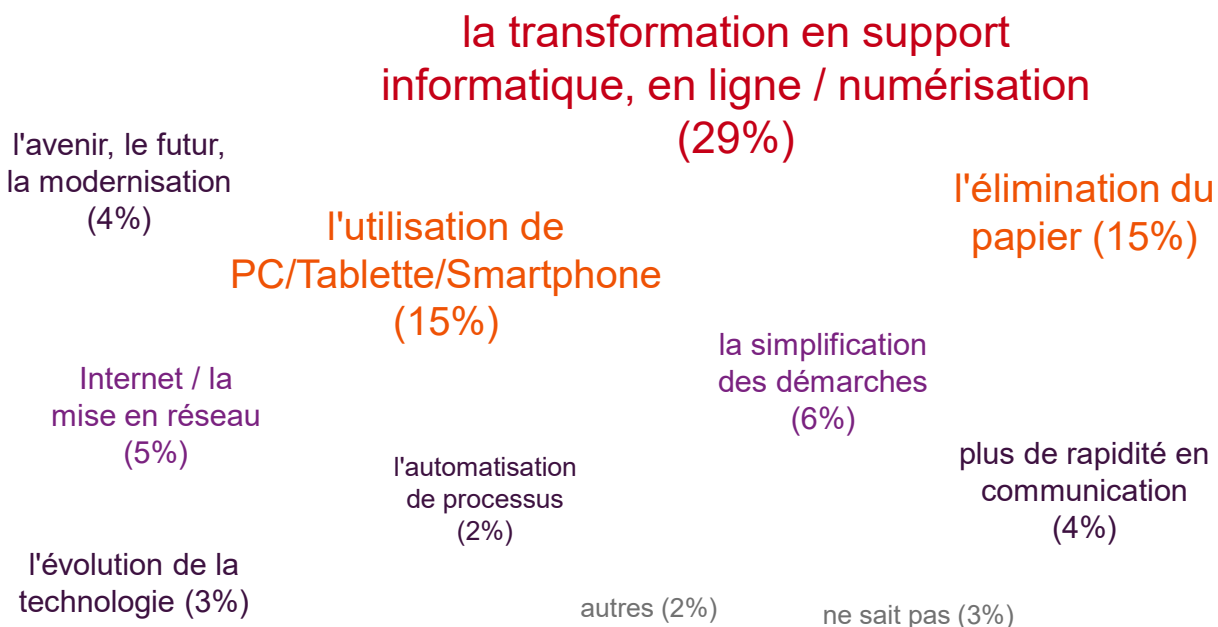 la transformation en support
informatique, en ligne / numérisation
(29%)
l'avenir, le futur,
la modernisation
(4%)
l'élimination du
papier (15%)
l'utilisation de
PC/Tablette/Smartphone
(15%)
la simplification
des démarches
(6%)
Internet / la
mise en réseau
(5%)
l'automatisation
de processus
(2%)
plus de rapidité en
communication
(4%)
l'évolution de la
technologie (3%)
autres (2%)
ne sait pas (3%)